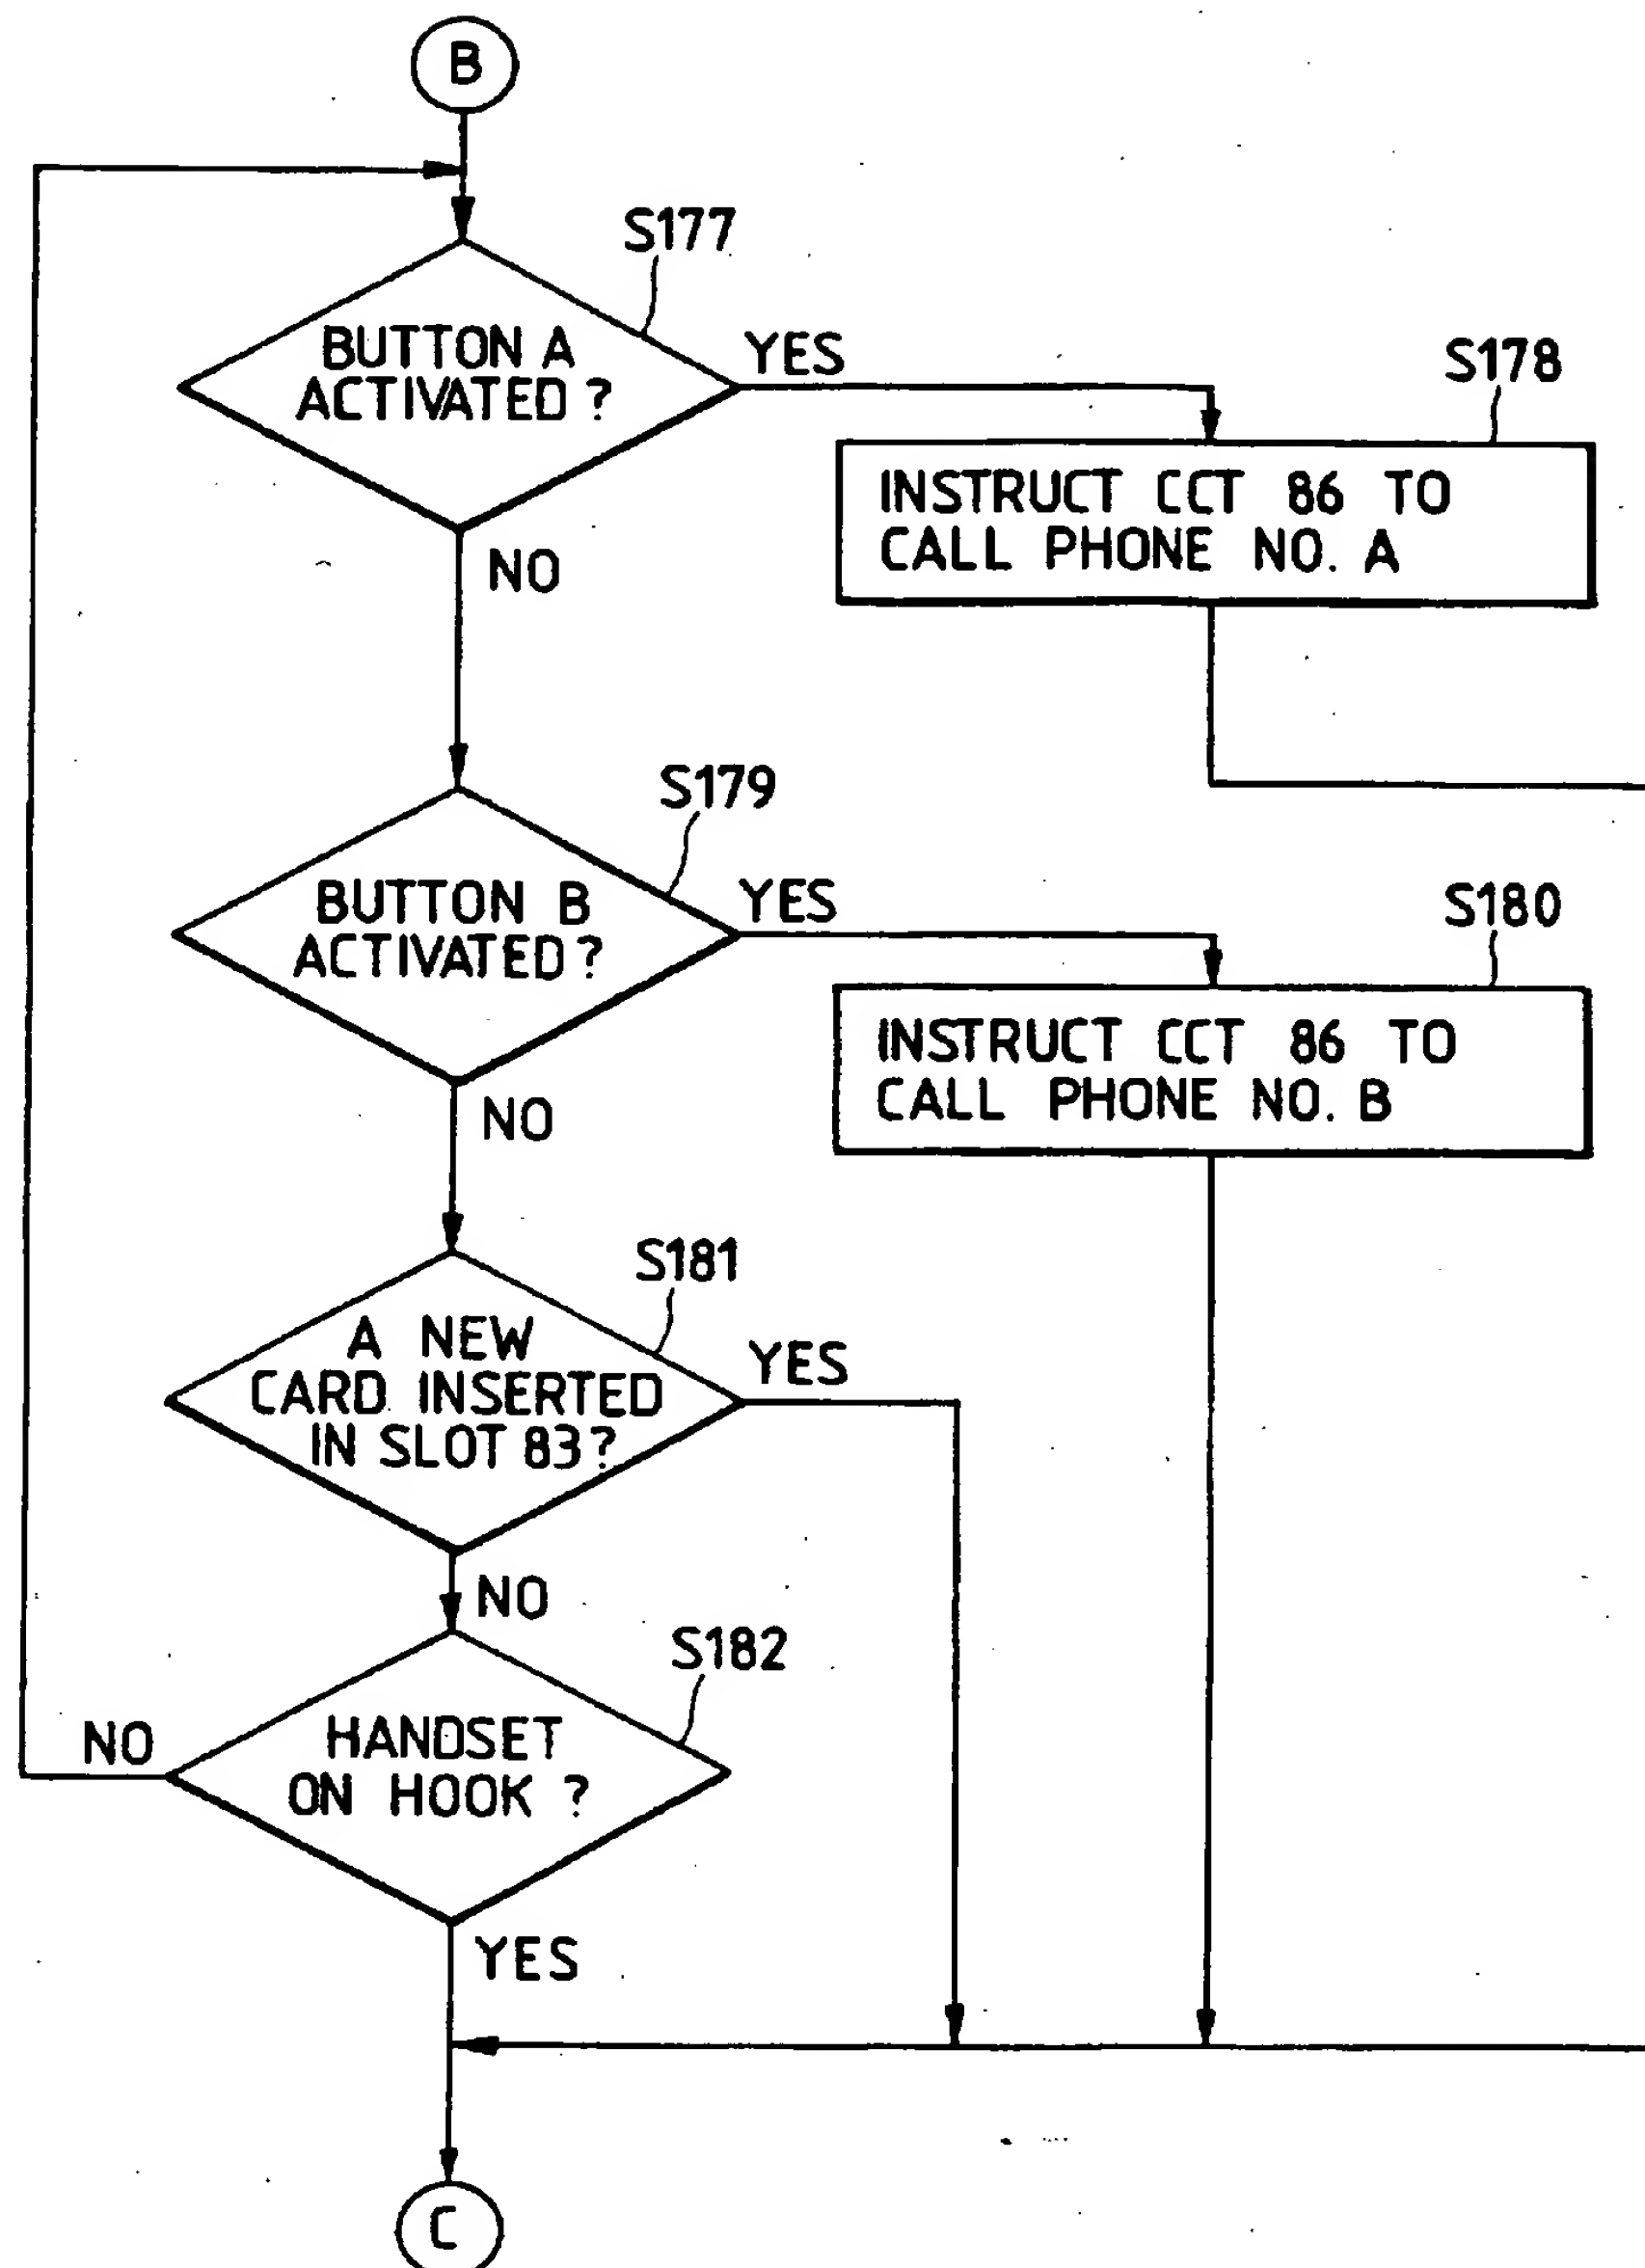 B
S177
BUTTON A
ACTIVATED ?
YES
S178
INSTRUCT CCT 86 TO
CALL PHONE NO. A
NO
S179
BUTTON B
ACTIVATED ?
YES
S180
INSTRUCT CCT 86 TO
CALL PHONE NO. B
NO
S181
A NEW
CARD INSERTED
IN SLOT 83 ?
YES
NO
S182
HANDSET
ON HOOK ?
NO
YES
C